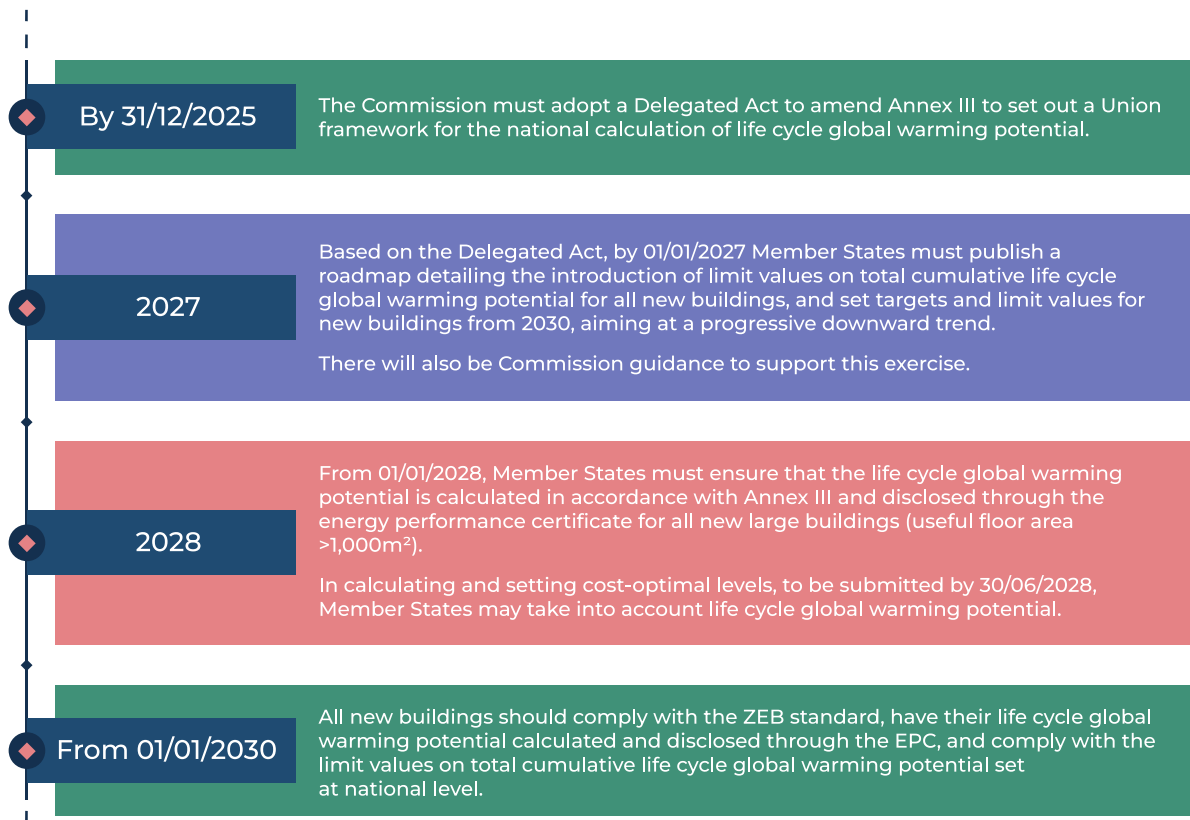 By 31/12/2025
The Commission must adopt a Delegated Act to amend Annex III to set out a Union
framework for the national calculation of life cycle global warming potential.
2027
Based on the Delegated Act, by 01/01/2027 Member States must publish a
roadmap detailing the introduction of limit values on total cumulative life cycle
global warming potential for all new buildings, and set targets and limit values for
new buildings from 2030, aiming at a progressive downward trend.
There will also be Commission guidance to support this exercise.
2028
From 01/01/2028, Member States must ensure that the life cycle global warming
potential is calculated in accordance with Annex III and disclosed through the
energy performance certificate for all new large buildings (useful floor area
>1,000m²).
In calculating and setting cost-optimal levels, to be submitted by 30/06/2028,
Member States may take into account life cycle global warming potential.
From 01/01/2030
All new buildings should comply with the ZEB standard, have their life cycle global
warming potential calculated and disclosed through the EPC, and comply with the
limit values on total cumulative life cycle global warming potential set
at national level.